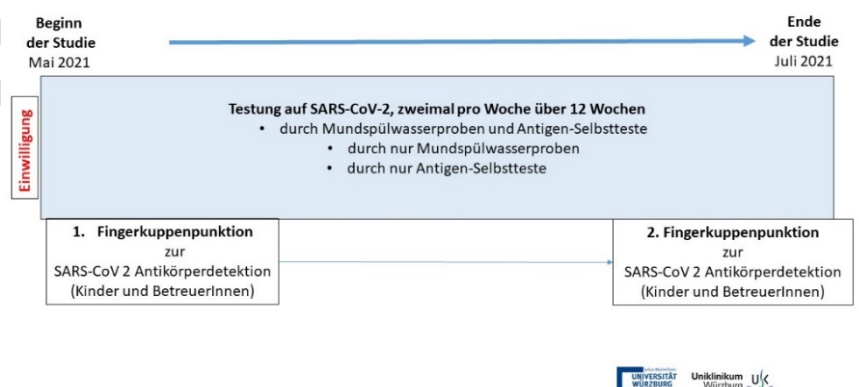 Beginn
der Studie
Mai 2021
Ende
der Studie
Juli 2021
Einwilligung
Testung auf SARS-CoV-2, zweimal pro Woche über 12 Wochen
• durch Mundspülwasserproben und Antigen-Selbstteste
• durch nur Mundspülwasserproben
• durch nur Antigen-Selbstteste
1. Fingerkuppenpunktion
zur
SARS-CoV 2 Antikörperdetektion
(Kinder und BetreuerInnen)
2. Fingerkuppenpunktion
zur
SARS-CoV 2 Antikörperdetektion
(Kinder und BetreuerInnen)
UNIVERSITÄT
WÜRZBURG
Uniklinikum
Würzburg